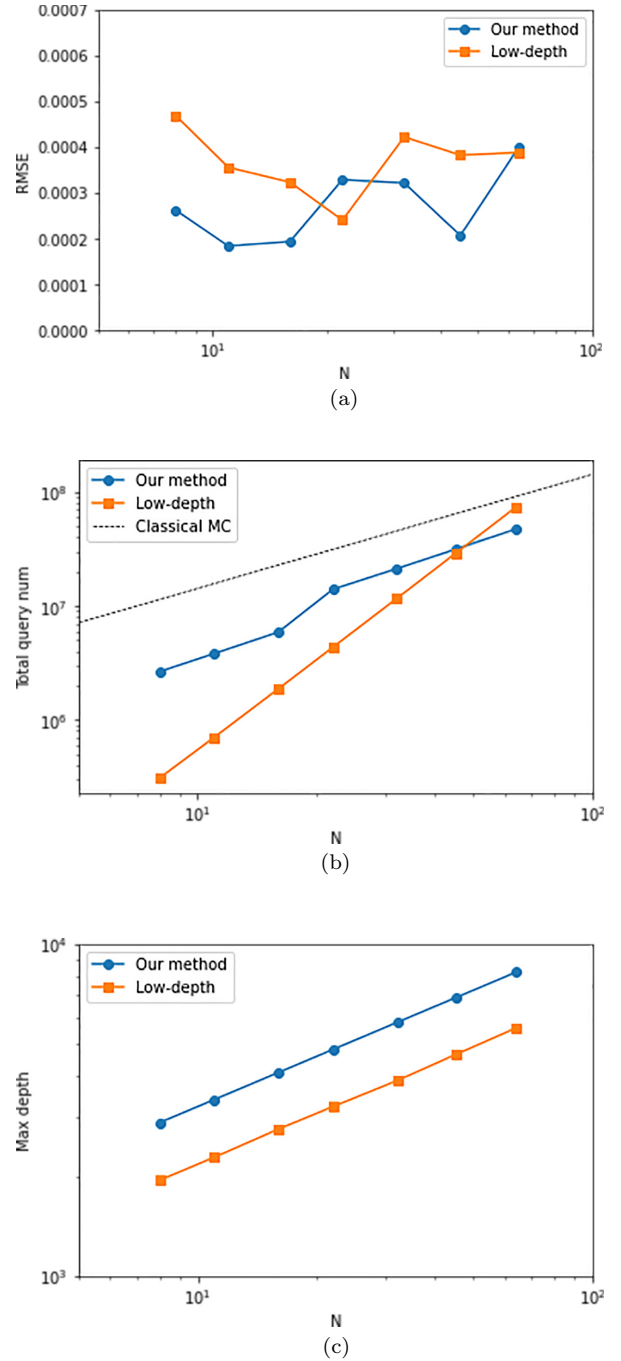 0.0007
0.0006
0.0005
0.0004
0.0003
0.0002
0.0001
0.0000
RMSE
Our method
Low-depth
10¹
10²
N
(a)
10⁸
10⁷
10⁶
Total query num
Our method
Low-depth
Classical MC
10¹
10²
N
(b)
10⁴
10³
Max depth
Our method
Low-depth
10¹
10²
N
(c)